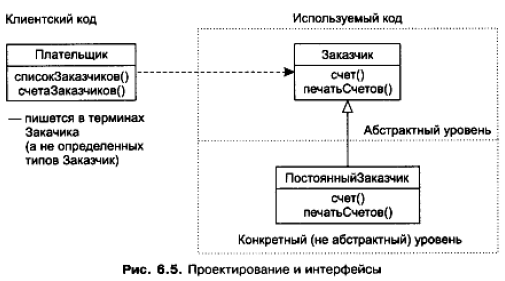 Клиентский код
Используемый код
Плательщик
списокЗаказчиков()
счетаЗаказчиков()
Заказчик
счет()
печатьСчетов()
— пишется в терминах
Закачика
(а не определенных
типов Заказчик)
Абстрактный уровень
ПостоянныйЗаказчик
счет()
печатьСчетов()
Конкретный (не абстрактный) уровень
Рис. 6.5. Проектирование и интерфейсы